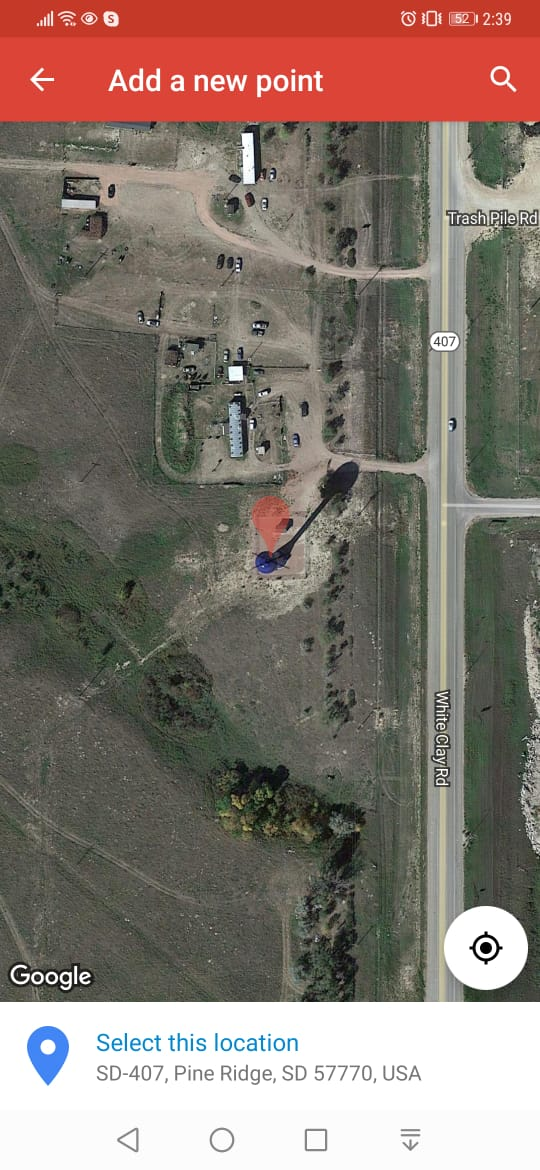 52 2:39
Add a new point
Trash Pile Rd
407
White Clay Rd
Google
Select this location
SD-407, Pine Ridge, SD 57770, USA